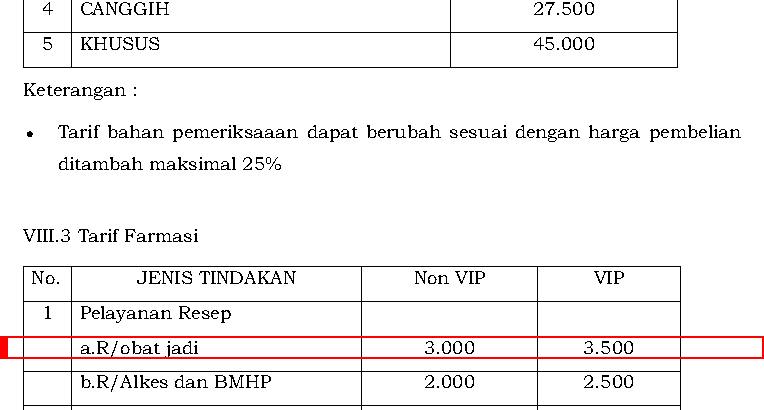 4 CANGGIH 27.500
5 KHUSUS 45.000
Keterangan :
• Tarif bahan pemeriksaaan dapat berubah sesuai dengan harga pembelian
ditambah maksimal 25%
VIII.3 Tarif Farmasi
No. JENIS TINDAKAN Non VIP VIP
1 Pelayanan Resep
a.R/obat jadi 3.000 3.500
b.R/Alkes dan BMHP 2.000 2.500